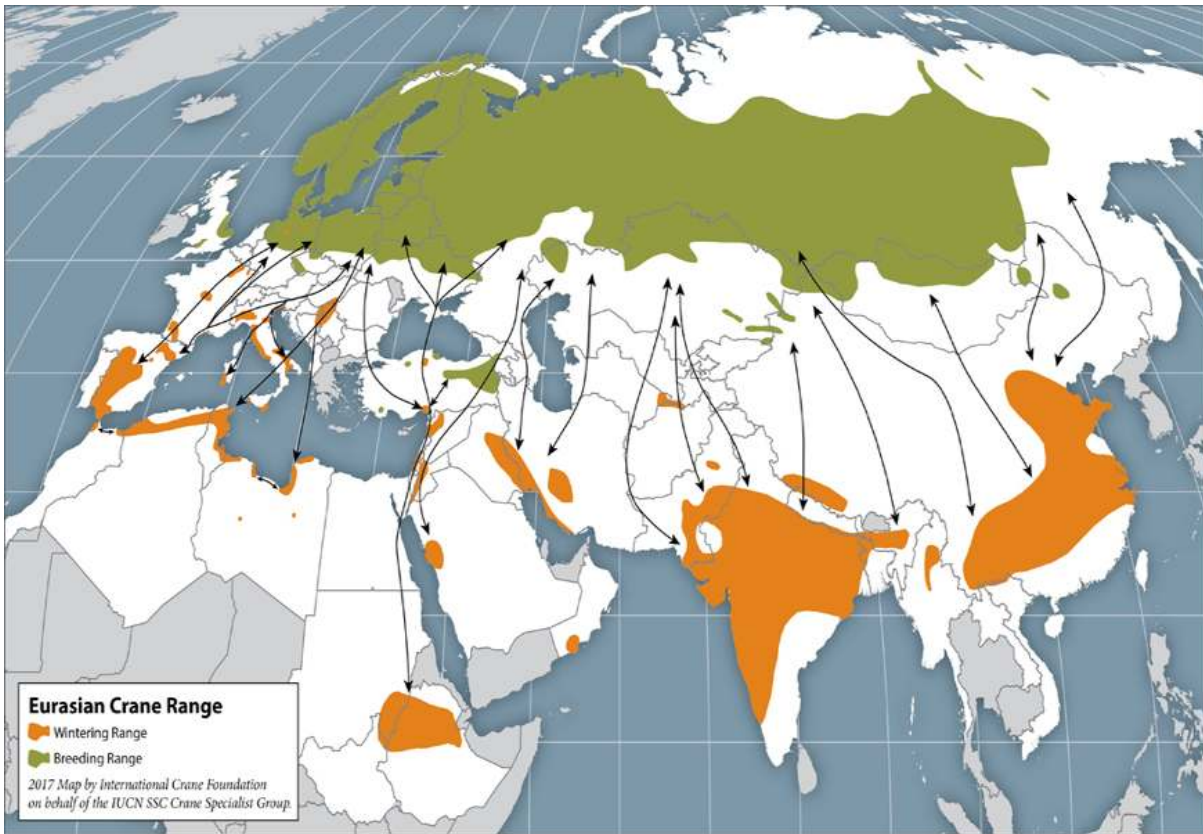 Eurasian Crane Range
Wintering Range
Breeding Range
2017 Map by International Crane Foundation
on behalf of the IUCN SSC Crane Specialist Group.